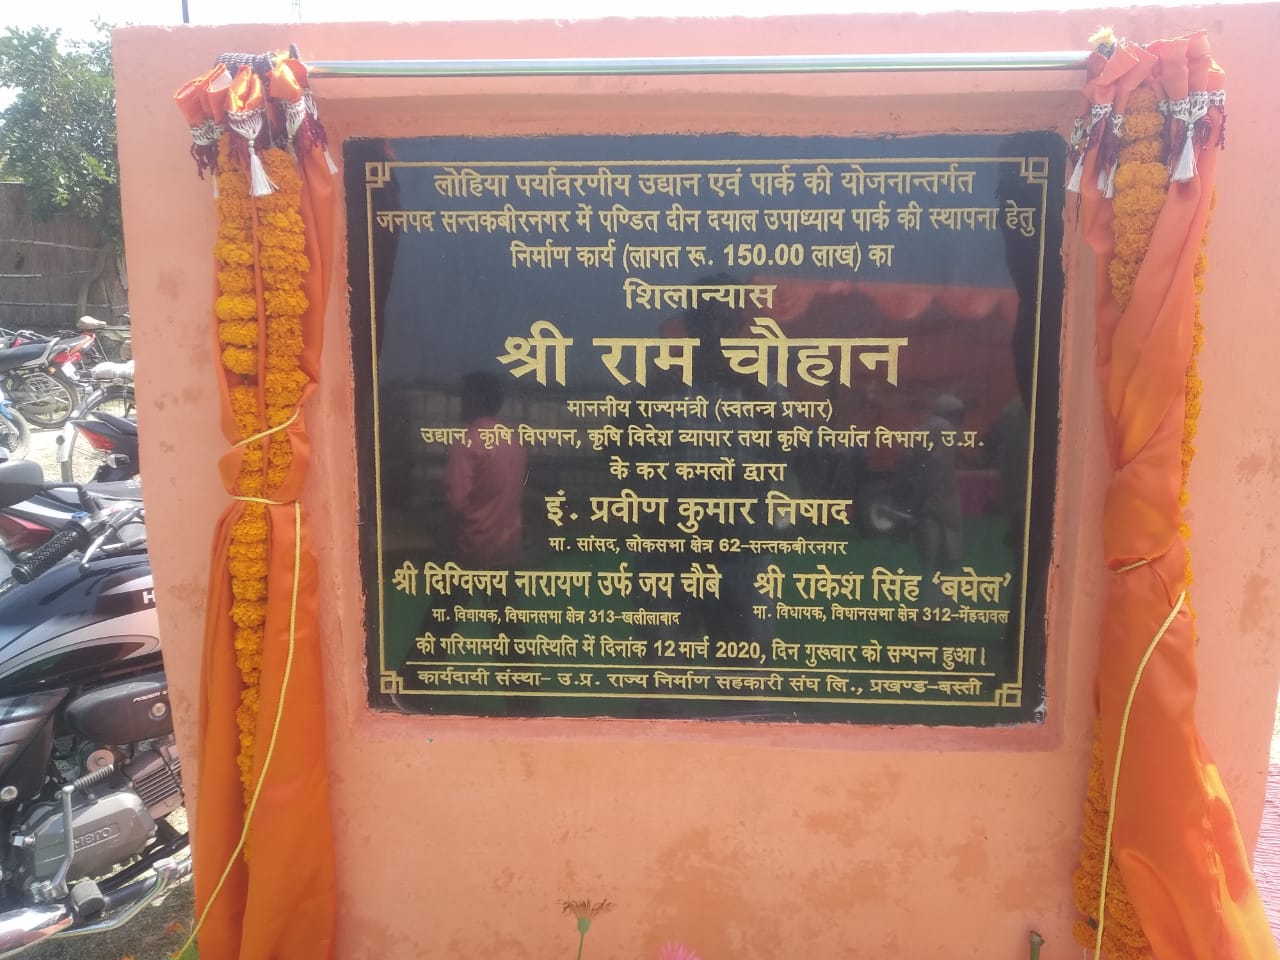 लोहिया पर्यावरणीय उद्यान एवं पार्क की योजनान्तर्गत
जनपद सन्तकबीरनगर में पण्डित दीन दयाल उपाध्याय पार्क की स्थापना हेतु
निर्माण कार्य (लागत रू. 150.00 लाख) का
शिलान्यास
श्री राम चौहान
माननीय राज्यमंत्री (स्वतन्त्र प्रभार)
उद्यान, कृषि विपणन, कृषि विदेश व्यापार तथा कृषि निर्यात विभाग, उ.प्र.
के कर कमलों द्वारा
इं. प्रवीण कुमार निषाद
मा. सांसद, लोकसभा क्षेत्र 62–सन्तकबीरनगर
श्री दिग्विजय नारायण उर्फ जय चौबे श्री राकेश सिंह ‘बघेल’
मा. विधायक, विधानसभा क्षेत्र 313–खलीलाबाद मा. विधायक, विधानसभा क्षेत्र 312–मेंहदावल
की गरिमामयी उपस्थिति में दिनांक 12 मार्च 2020, दिन गुरूवार को सम्पन्न हुआ।
कार्यदायी संस्था– उ.प्र. राज्य निर्माण सहकारी संघ लि., प्रखण्ड–बस्ती
Hero